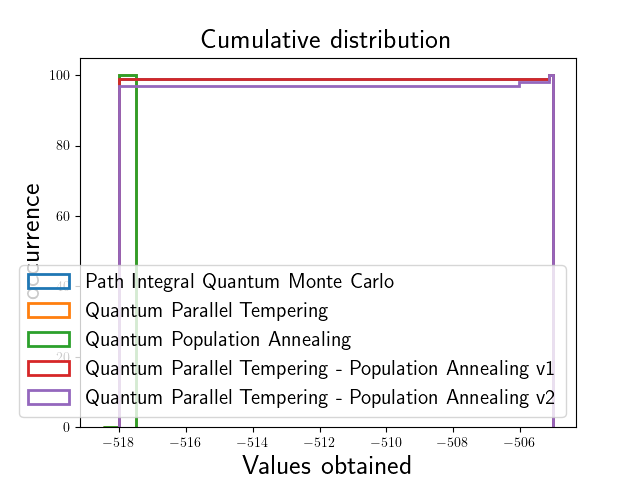 Cumulative distribution
100
80
60
40
20
0
occurrence
Path Integral Quantum Monte Carlo
Quantum Parallel Tempering
Quantum Population Annealing
Quantum Parallel Tempering - Population Annealing v1
Quantum Parallel Tempering - Population Annealing v2
−518 −516 −514 −512 −510 −508 −506
Values obtained